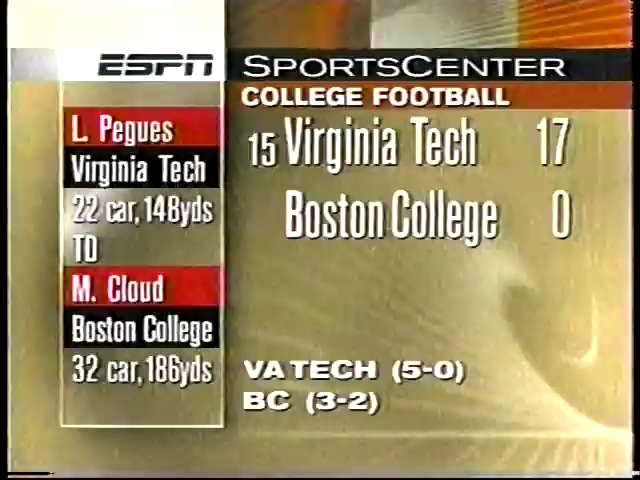 ESPN SPORTSCENTER
COLLEGE FOOTBALL
L. Pegues
Virginia Tech
22 car, 148yds
TD
M. Cloud
Boston College
32 car, 186yds
15 Virginia Tech 17
Boston College 0
VA TECH (5-0)
BC (3-2)